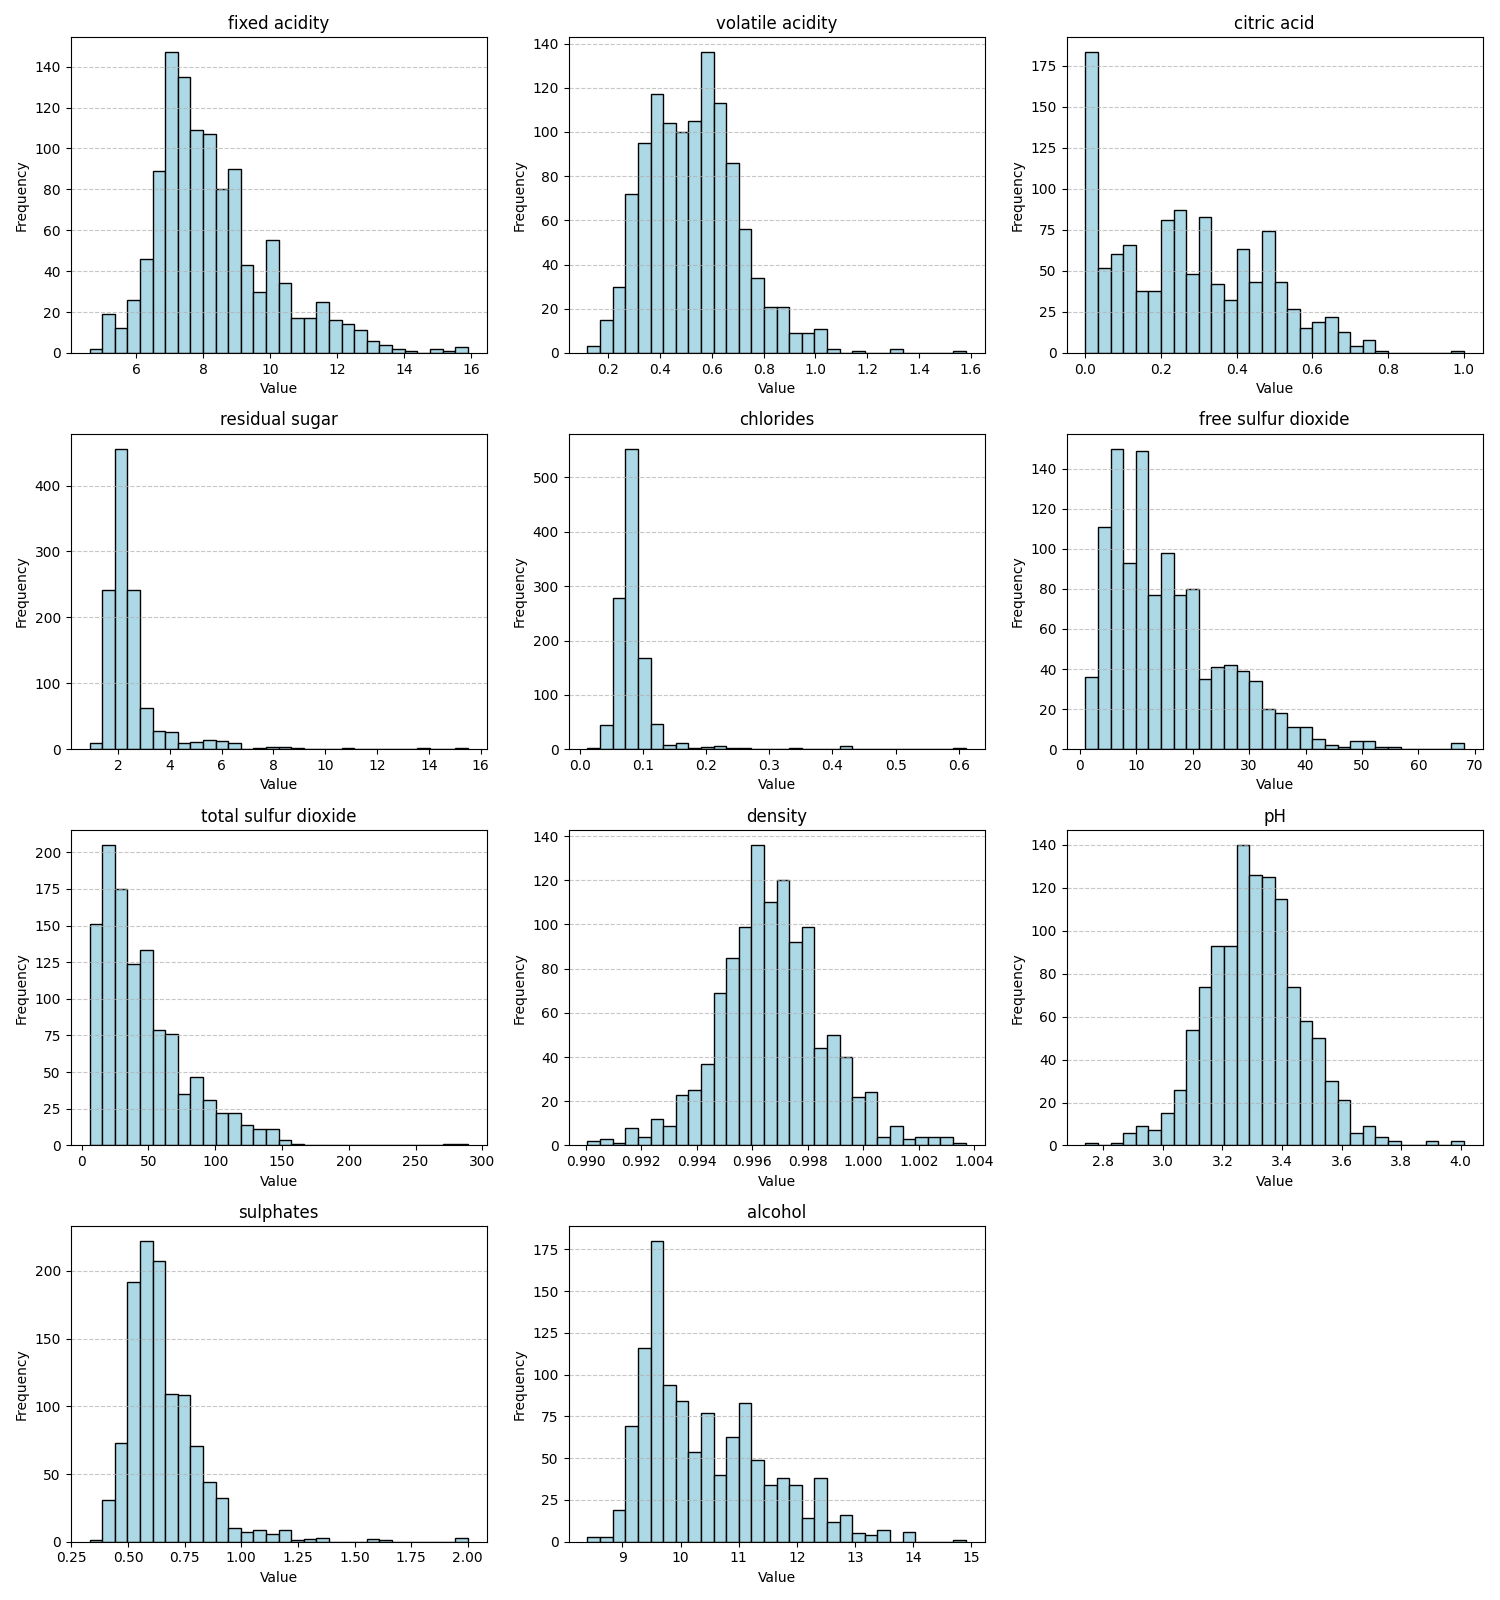 fixed acidity
Frequency
140
120
100
80
60
40
20
0
6 8 10 12 14 16
Value
volatile acidity
Frequency
140
120
100
80
60
40
20
0
0.2 0.4 0.6 0.8 1.0 1.2 1.4 1.6
Value
citric acid
Frequency
175
150
125
100
75
50
25
0
0.0 0.2 0.4 0.6 0.8 1.0
Value
residual sugar
Frequency
400
300
200
100
0
2 4 6 8 10 12 14 16
Value
chlorides
Frequency
500
400
300
200
100
0
0.0 0.1 0.2 0.3 0.4 0.5 0.6
Value
free sulfur dioxide
Frequency
140
120
100
80
60
40
20
0
0 10 20 30 40 50 60 70
Value
total sulfur dioxide
Frequency
200
175
150
125
100
75
50
25
0
0 50 100 150 200 250 300
Value
density
Frequency
140
120
100
80
60
40
20
0
0.990 0.992 0.994 0.996 0.998 1.000 1.002 1.004
Value
pH
Frequency
140
120
100
80
60
40
20
0
2.8 3.0 3.2 3.4 3.6 3.8 4.0
Value
sulphates
Frequency
200
150
100
50
0
0.25 0.50 0.75 1.00 1.25 1.50 1.75 2.00
Value
alcohol
Frequency
175
150
125
100
75
50
25
0
9 10 11 12 13 14 15
Value